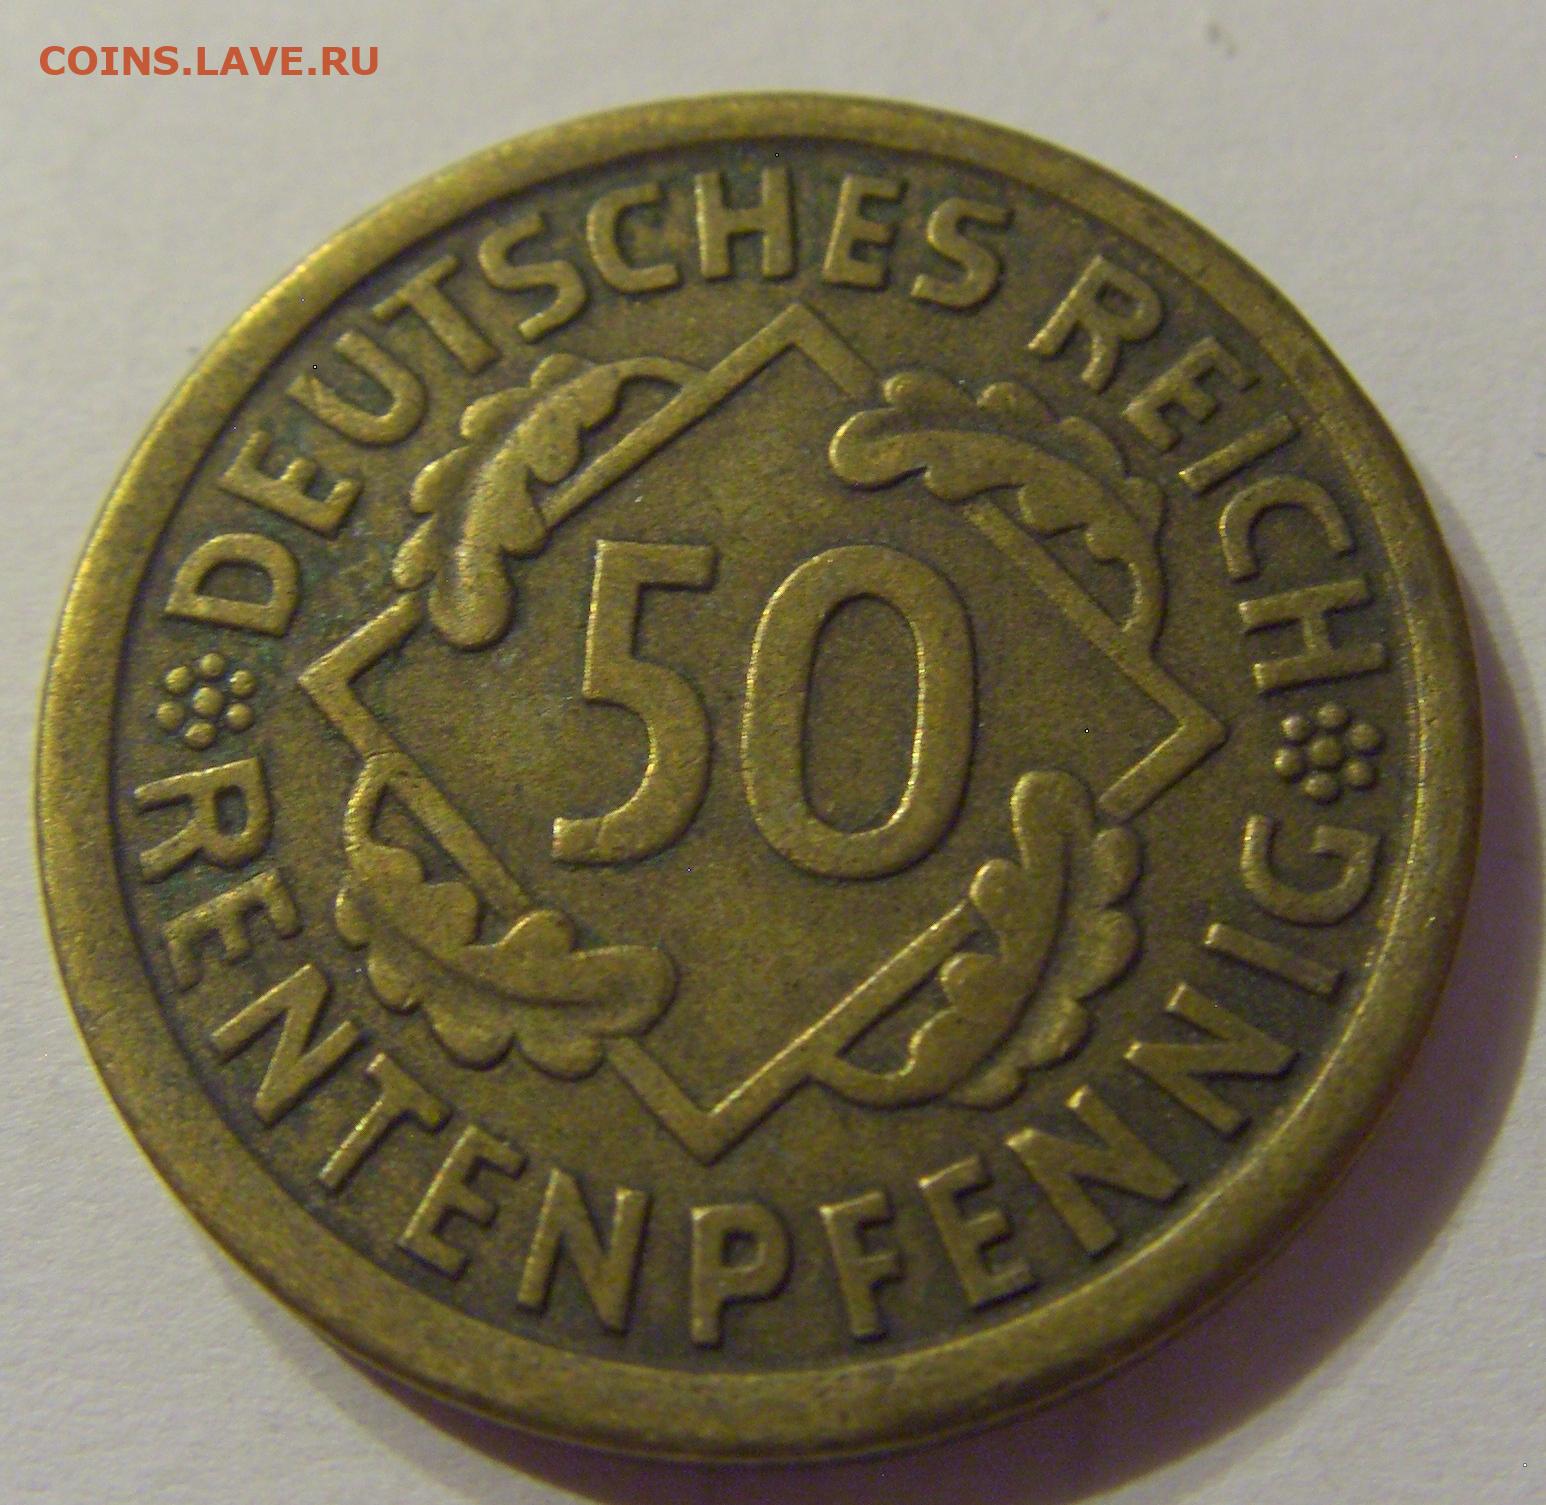 COINS.LAVE.RU
DEUTSCHES REICH
50
RENTENPFENNIG